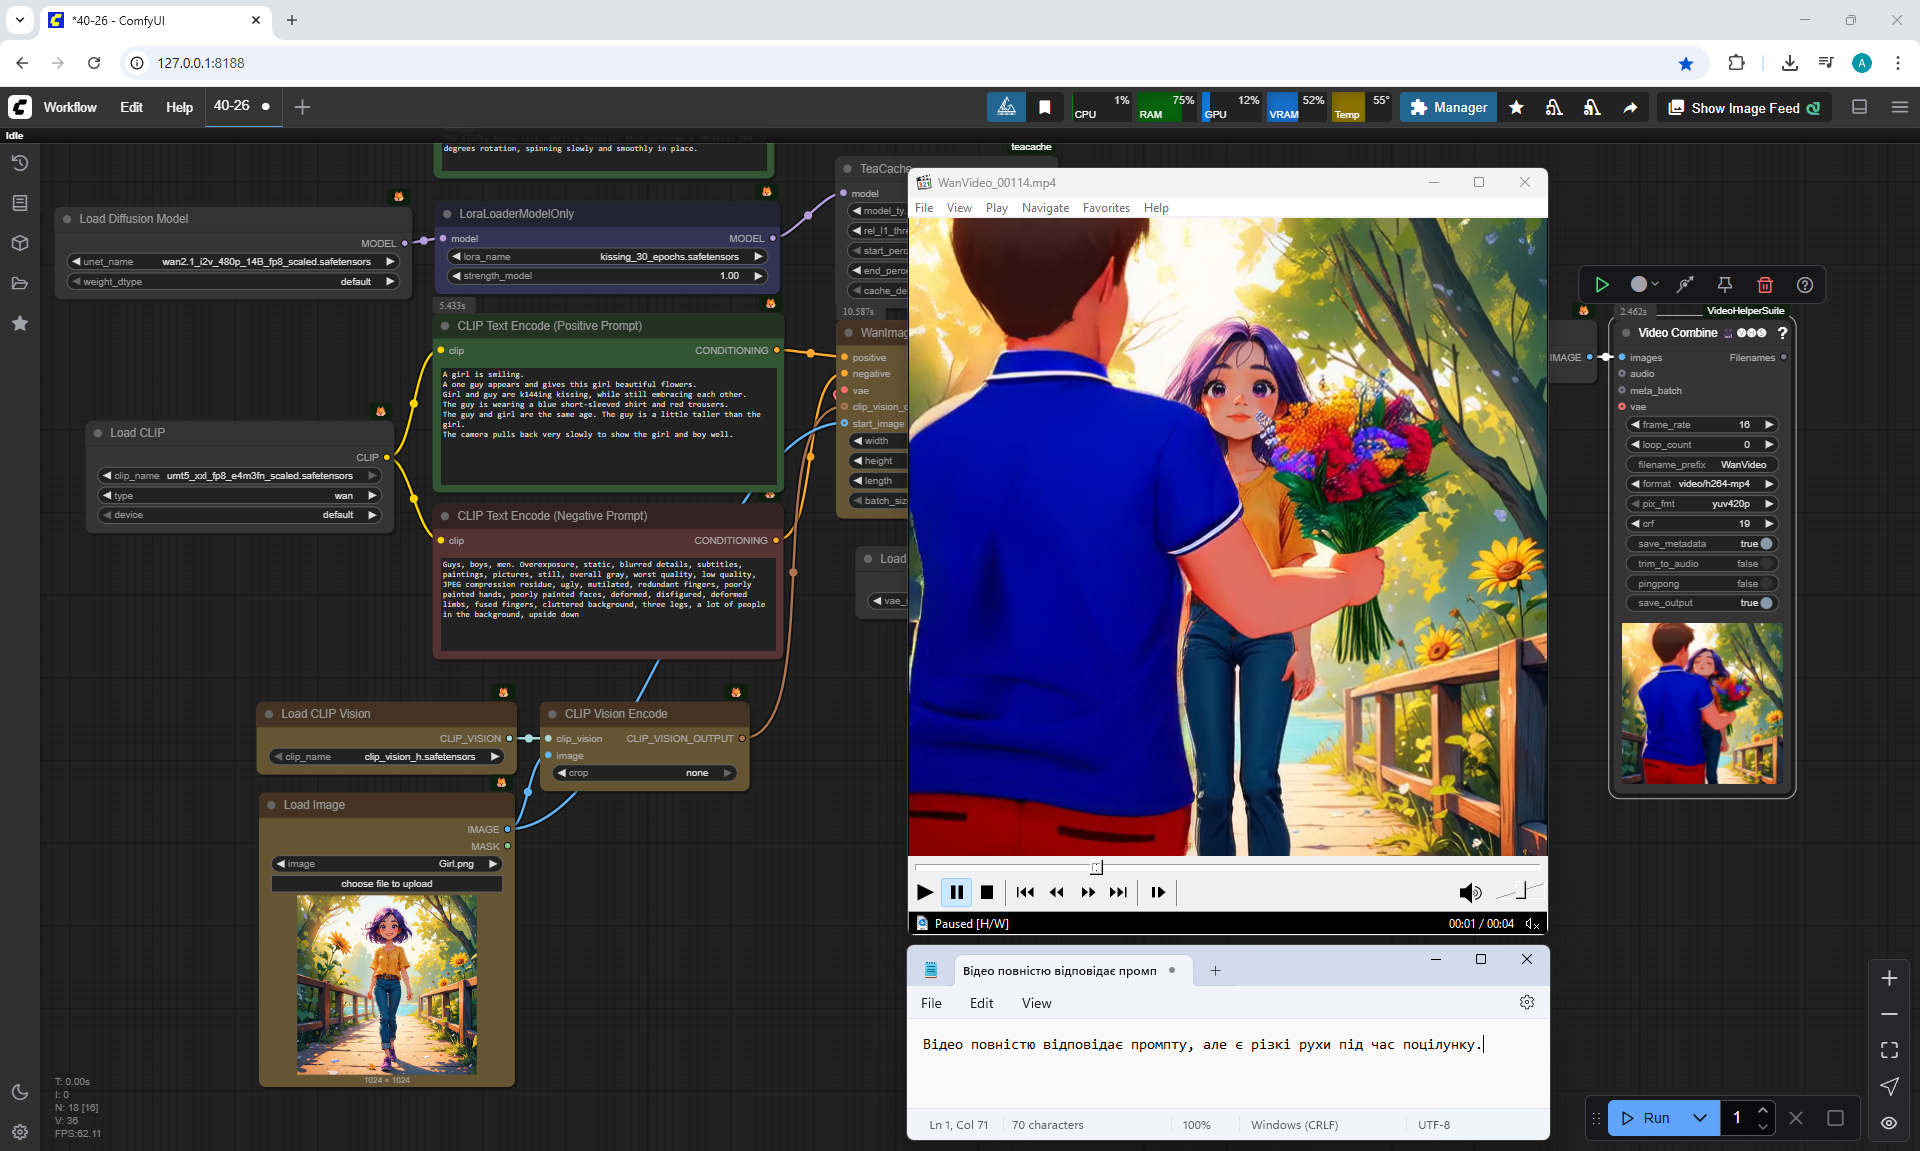 *40-26 - ComfyUI
127.0.0.1:8188
Workflow
Edit
Help
40-26
CPU
1%
RAM
75%
GPU
12%
VRAM
52%
Temp
55°
Manager
Show Image Feed
Idle
degrees rotation, spinning slowly and smoothly in place.
teacache
Load Diffusion Model
MODEL
unet_name
wan2.1_i2v_480p_14B_fp8_scaled.safetensors
weight_dtype
default
LoraLoaderModelOnly
model
MODEL
lora_name
kissing_30_epochs.safetensors
strength_model
1.00
5.433s
CLIP Text Encode (Positive Prompt)
clip
CONDITIONING
A girl is smiling.
A one guy appears and gives this girl beautiful flowers.
Girl and guy are k144ing kissing, while still embracing each other.
The guy is wearing a blue short-sleeved shirt and red trousers.
The guy and girl are the same age. The guy is a little taller than the
girl.
The camera pulls back very slowly to show the girl and boy well.
Load CLIP
CLIP
clip_name
umt5_xxl_fp8_e4m3fn_scaled.safetensors
type
wan
device
default
CLIP Text Encode (Negative Prompt)
clip
CONDITIONING
Guys, boys, men. Overexposure, static, blurred details, subtitles,
paintings, pictures, still, overall gray, worst quality, low quality,
JPEG compression residue, ugly, mutilated, redundant fingers, poorly
painted hands, poorly painted faces, deformed, disfigured, deformed
limbs, fused fingers, cluttered background, three legs, a lot of people
in the background, upside down
Load CLIP Vision
CLIP_VISION
clip_name
clip_vision_h.safetensors
CLIP Vision Encode
clip_vision
CLIP_VISION_OUTPUT
image
crop
none
Load Image
IMAGE
MASK
image
Girl.png
choose file to upload
1024 × 1024
T: 0.00s
I: 0
N: 18 [16]
V: 36
FPS:62.11
TeaCache
model
model_ty
rel_l1_thre
start_perc
end_perce
cache_de
10.587s
WanImag
positive
negative
vae
clip_vision_o
start_image
width
height
length
batch_size
Load
vae_
WanVideo_00114.mp4
File
View
Play
Navigate
Favorites
Help
Paused [H/W]
00:01 / 00:04
Відео повністю відповідає промп
File
Edit
View
Відео повністю відповідає промпту, але є різкі рухи під час поцілунку.
Ln 1, Col 71
70 characters
100%
Windows (CRLF)
UTF-8
IMAGE
2.462s
VideoHelperSuite
Video Combine
VHS
?
images
Filenames
audio
meta_batch
vae
frame_rate
16
loop_count
0
filename_prefix
WanVideo
format
video/h264-mp4
pix_fmt
yuv420p
crf
19
save_metadata
true
trim_to_audio
false
pingpong
false
save_output
true
Run
1